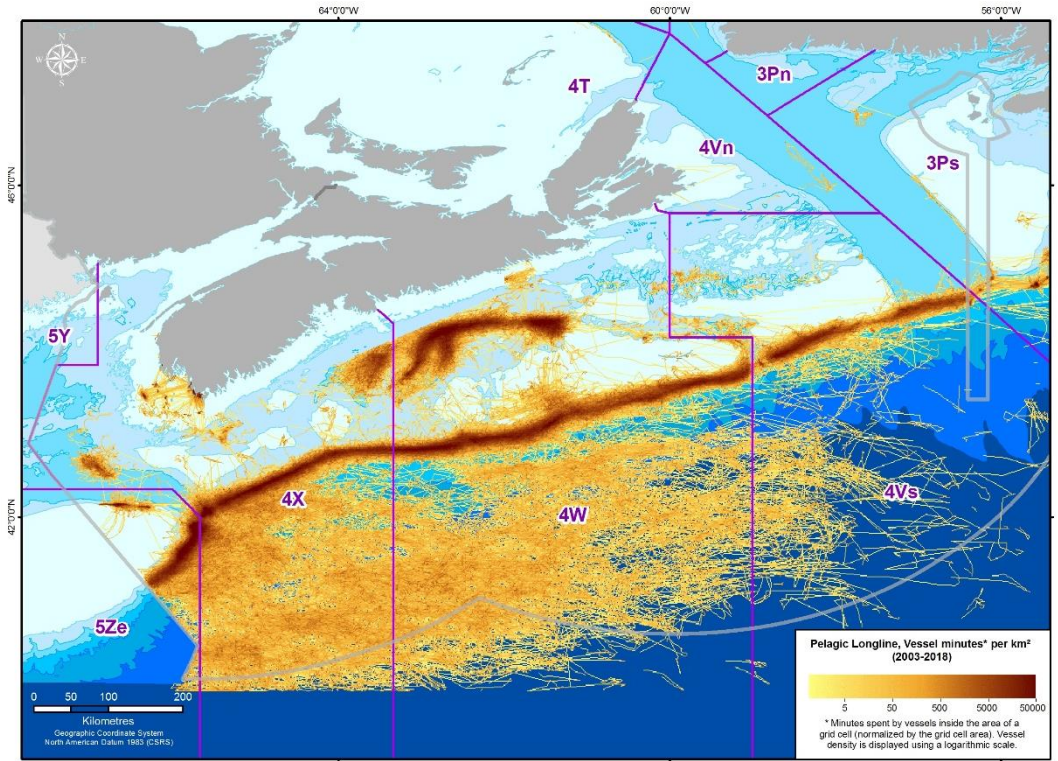 64°0'0"W
60°0'0"W
56°0'0"W
N
W
E
S
4T
3Pn
4Vn
3Ps
46°0'0"N
5Y
4X
4W
4Vs
42°0'0"N
5Ze
0 50 100 200
Kilometres
Geographic Coordinate System
North American Datum 1983 (CSRS)
Pelagic Longline, Vessel minutes* per km²
(2003-2018)
5 50 500 5000 50000
* Minutes spent by vessels inside the area of a
grid cell (normalized by the grid cell area). Vessel
density is displayed using a logarithmic scale.